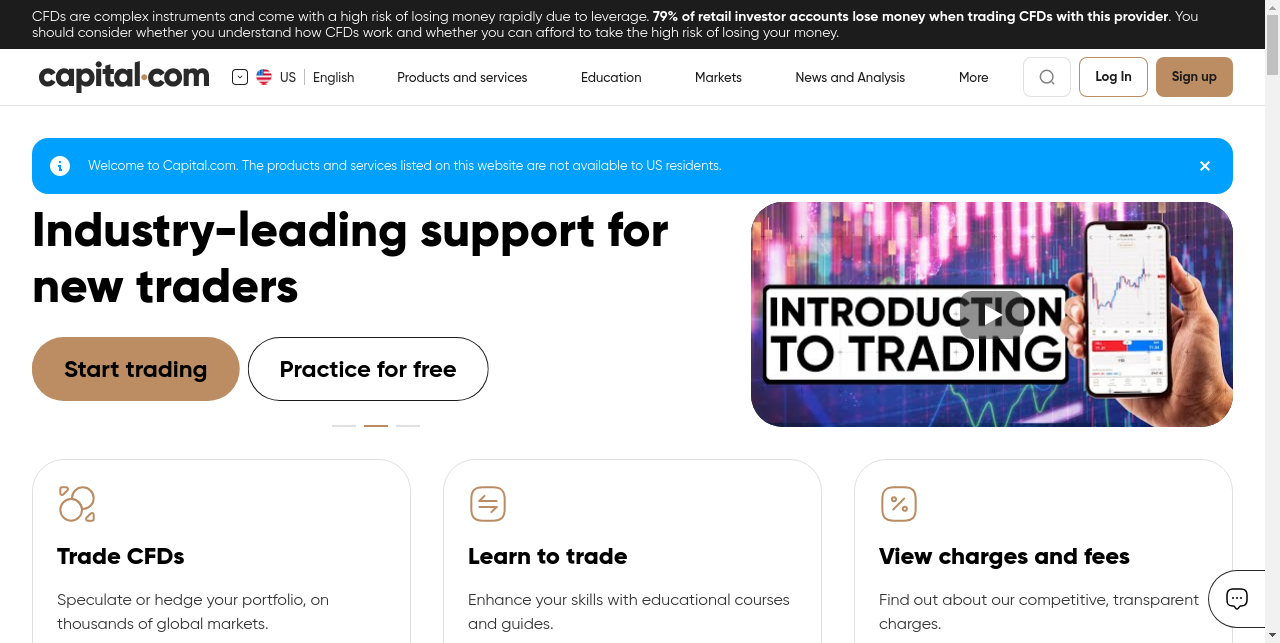 CFDs are complex instruments and come with a high risk of losing money rapidly due to leverage. 79% of retail investor accounts lose money when trading CFDs with this provider. You
should consider whether you understand how CFDs work and whether you can afford to take the high risk of losing your money.
capital.com US English Products and services Education Markets News and Analysis More Log In Sign up
Welcome to Capital.com. The products and services listed on this website are not available to US residents.
Industry-leading support for
new traders
Start trading Practice for free
INTRODUCTION
TO TRADING
Trade CFDs
Speculate or hedge your portfolio, on
thousands of global markets.
Learn to trade
Enhance your skills with educational courses
and guides.
View charges and fees
Find out about our competitive, transparent
charges.